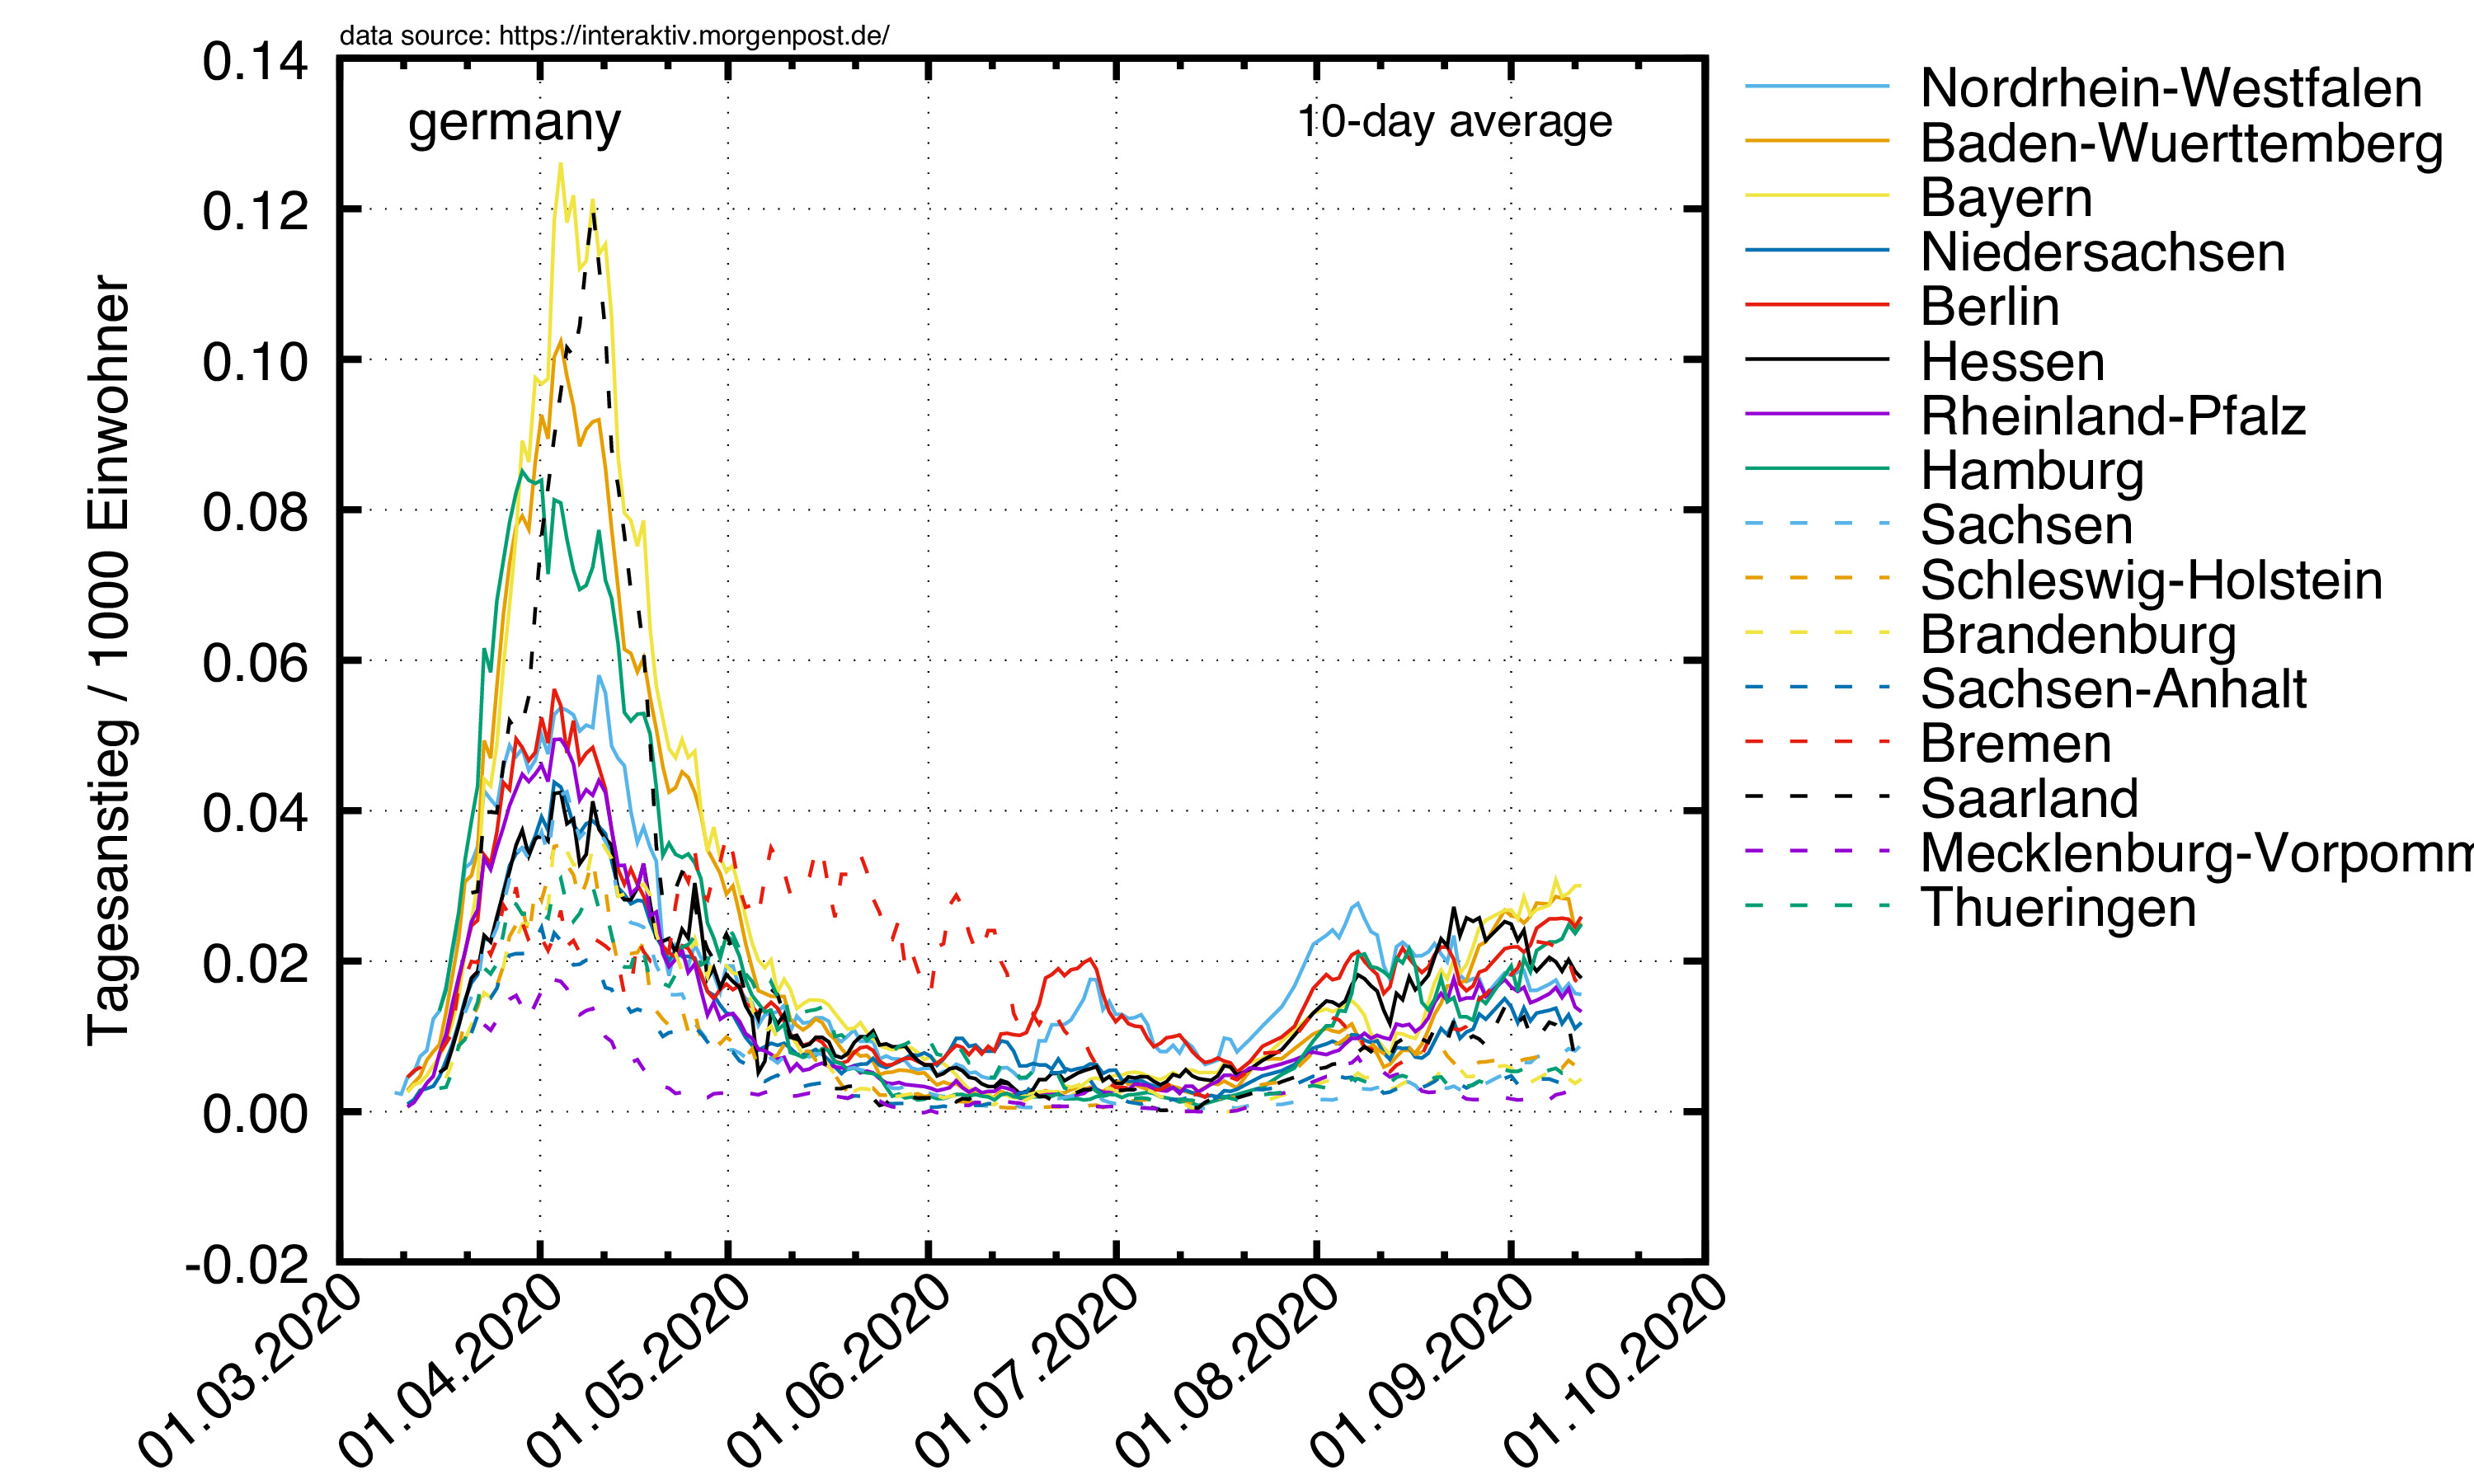 data source: https://interaktiv.morgenpost.de/
germany
10-day average
Tagesanstieg / 1000 Einwohner
0.14
0.12
0.10
0.08
0.06
0.04
0.02
0.00
-0.02
01.03.2020
01.04.2020
01.05.2020
01.06.2020
01.07.2020
01.08.2020
01.09.2020
01.10.2020
Nordrhein-Westfalen
Baden-Wuerttemberg
Bayern
Niedersachsen
Berlin
Hessen
Rheinland-Pfalz
Hamburg
Sachsen
Schleswig-Holstein
Brandenburg
Sachsen-Anhalt
Bremen
Saarland
Mecklenburg-Vorpomm
Thueringen